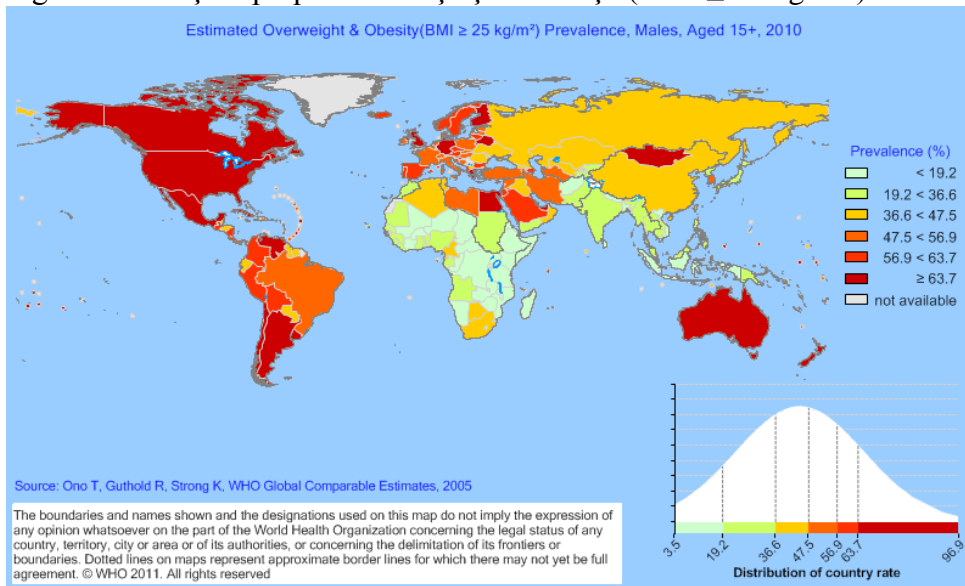 Estimated Overweight & Obesity(BMI ≥ 25 kg/m²) Prevalence, Males, Aged 15+, 2010
Prevalence (%)
< 19.2
19.2 < 36.6
36.6 < 47.5
47.5 < 56.9
56.9 < 63.7
≥ 63.7
not available
Source: Ono T, Guthold R, Strong K, WHO Global Comparable Estimates, 2005
The boundaries and names shown and the designations used on this map do not imply the expression of
any opinion whatsoever on the part of the World Health Organization concerning the legal status of any
country, territory, city or area or of its authorities, or concerning the delimitation of its frontiers or
boundaries. Dotted lines on maps represent approximate border lines for which there may not yet be full
agreement. © WHO 2011. All rights reserved
3.5 19.2 36.6 47.5 56.9 63.7 96.9
Distribution of country rate